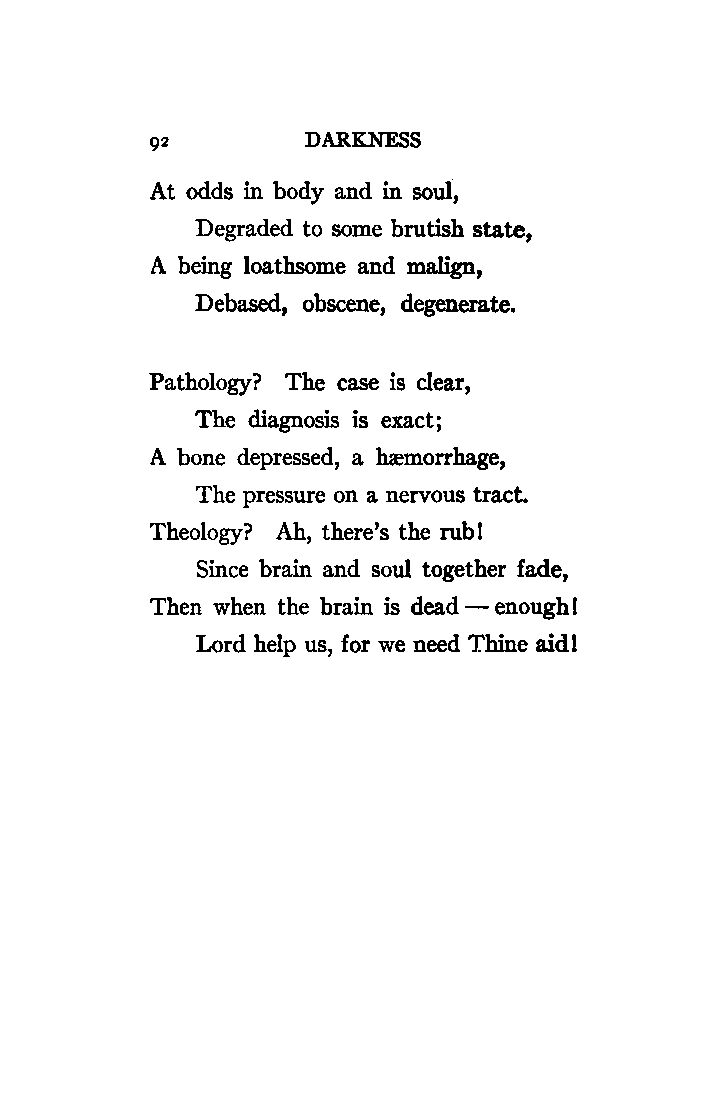 92 DARKNESS
At odds in body and in soul,
Degraded to some brutish state,
A being loathsome and malign,
Debased, obscene, degenerate.
Pathology? The case is clear,
The diagnosis is exact;
A bone depressed, a hæmorrhage,
The pressure on a nervous tract.
Theology? Ah, there's the rub!
Since brain and soul together fade,
Then when the brain is dead — enough!
Lord help us, for we need Thine aid!